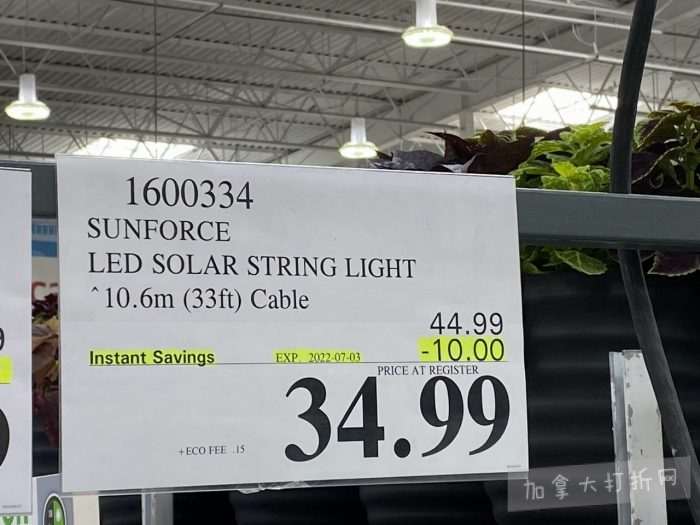 1600334
SUNFORCE
LED SOLAR STRING LIGHT
^10.6m (33ft) Cable
44.99
Instant Savings EXP. 2022-07-03 -10.00
PRICE AT REGISTER
34.99
+ECO FEE .15
加拿大打折网